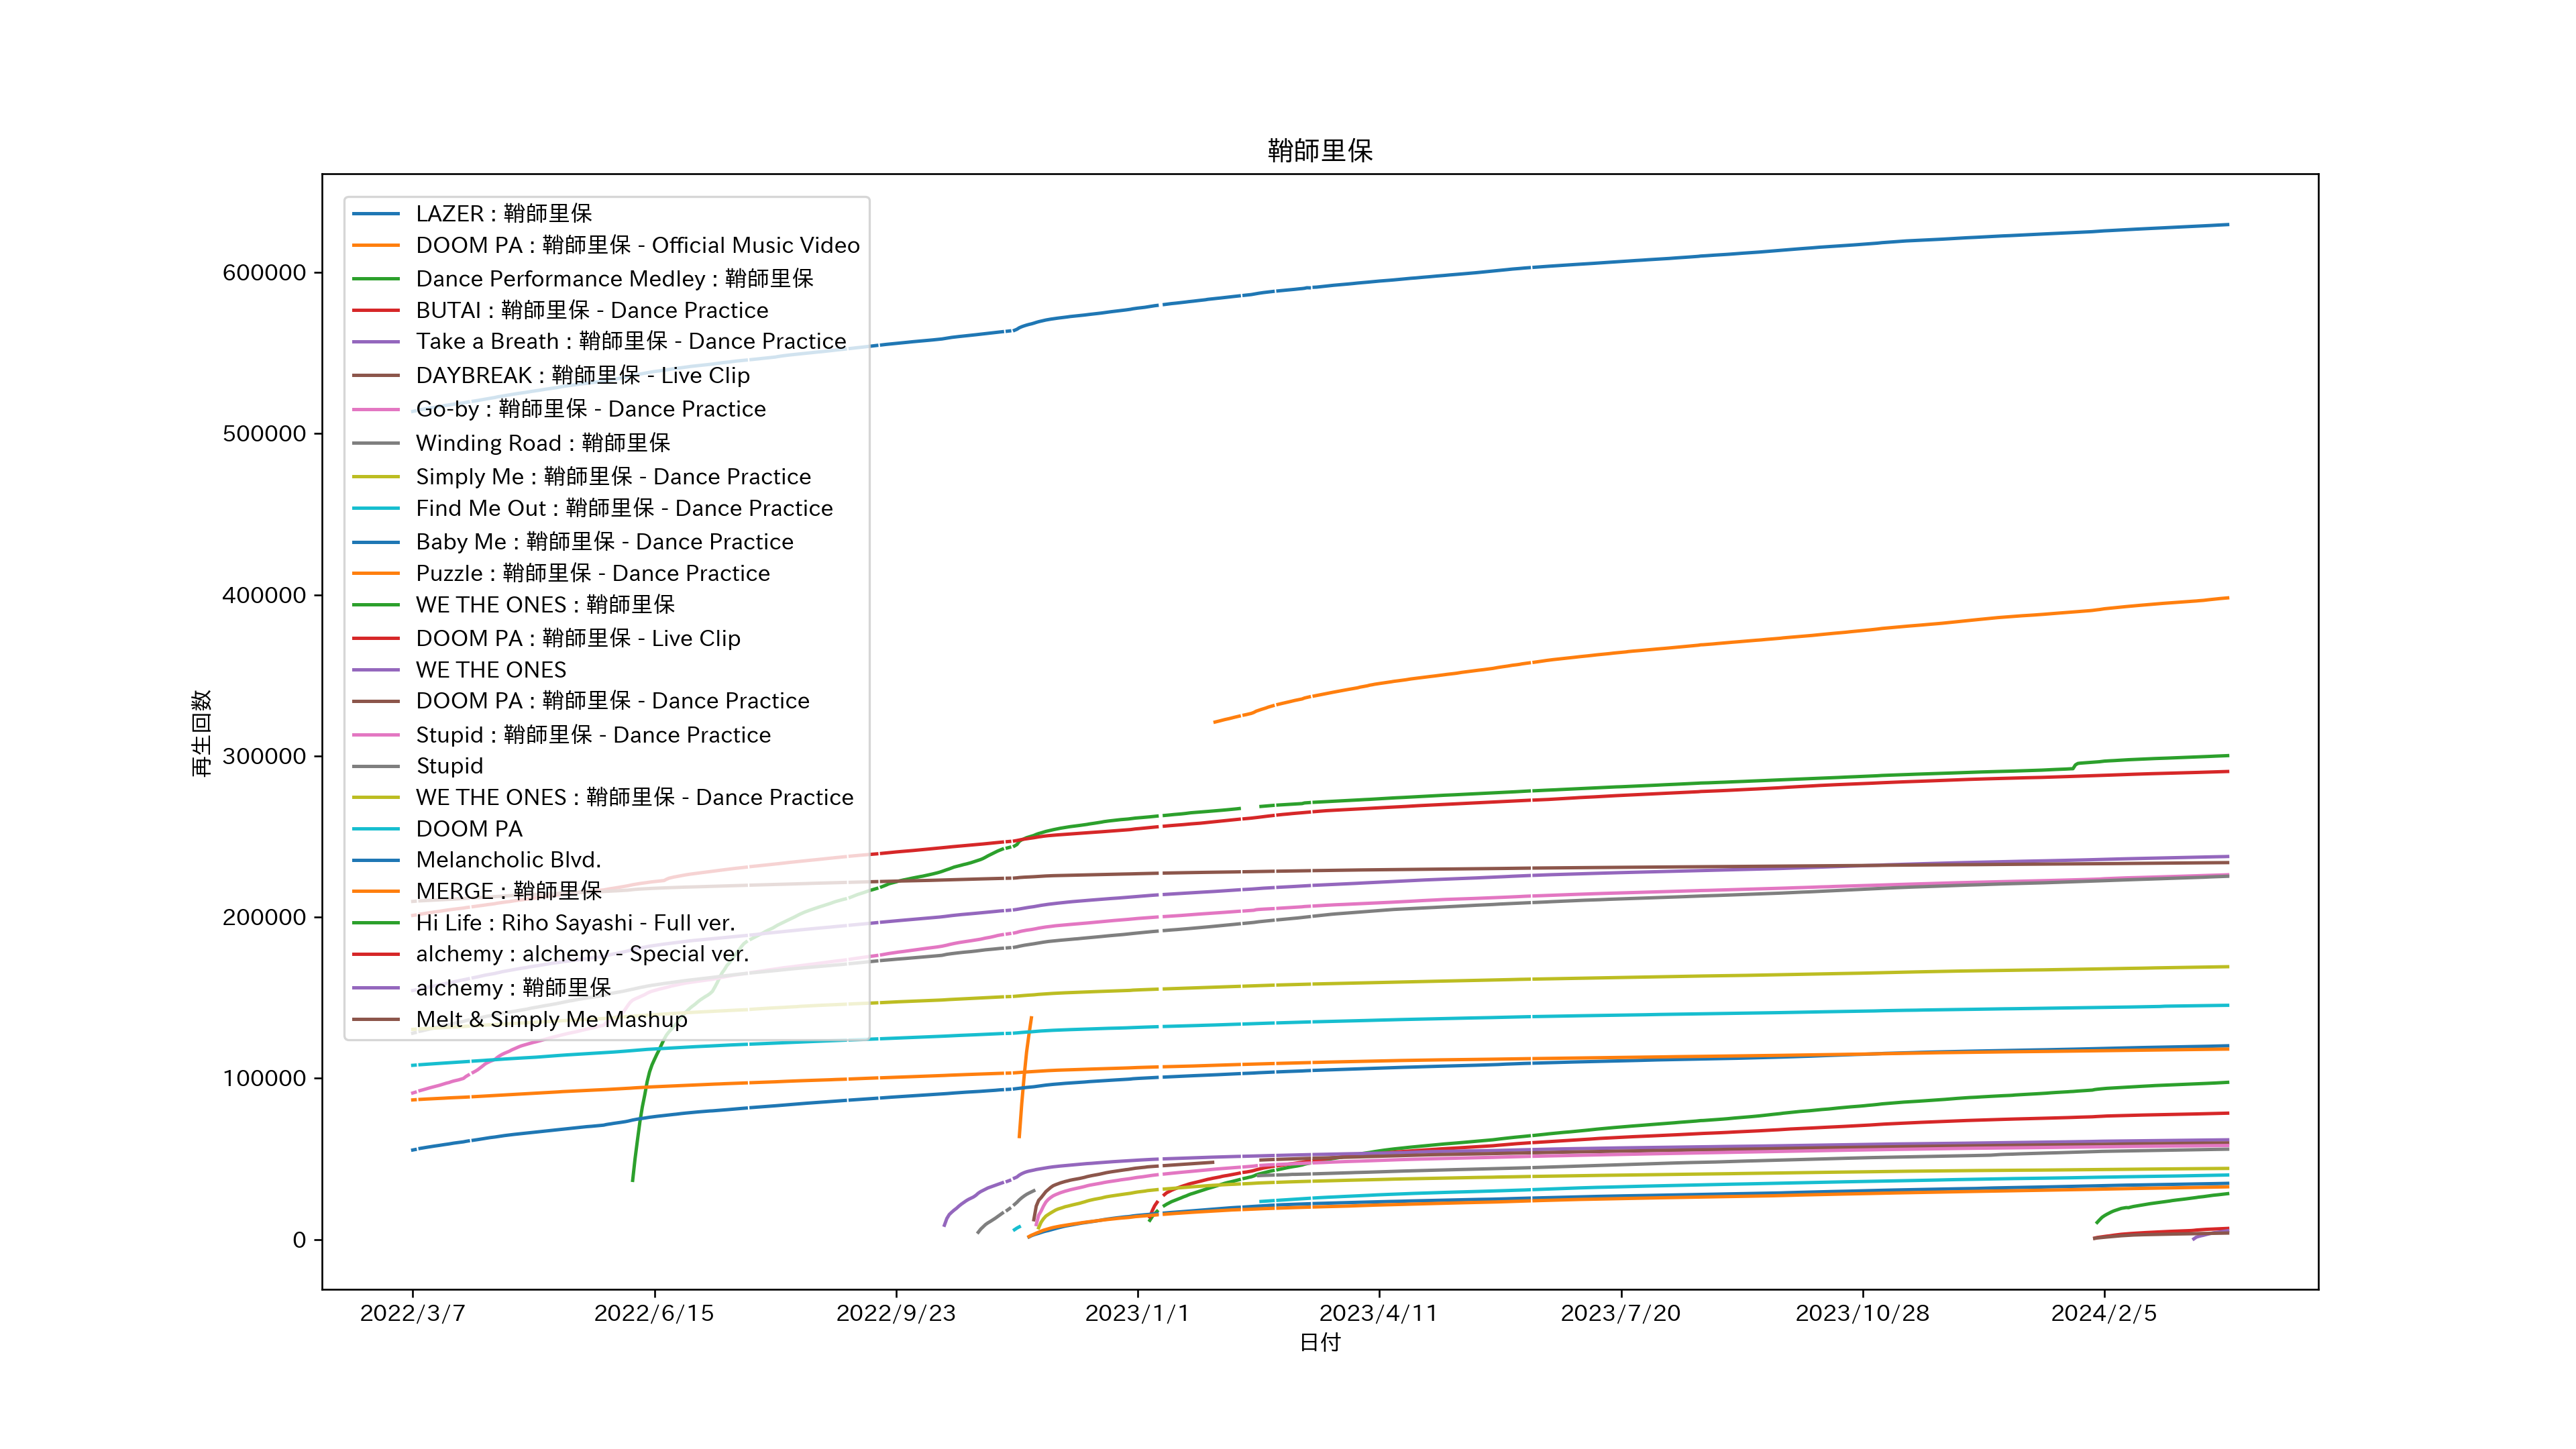 鞘師里保
LAZER : 鞘師里保
DOOM PA : 鞘師里保 - Official Music Video
Dance Performance Medley : 鞘師里保
BUTAI : 鞘師里保 - Dance Practice
Take a Breath : 鞘師里保 - Dance Practice
DAYBREAK : 鞘師里保 - Live Clip
Go-by : 鞘師里保 - Dance Practice
Winding Road : 鞘師里保
Simply Me : 鞘師里保 - Dance Practice
Find Me Out : 鞘師里保 - Dance Practice
Baby Me : 鞘師里保 - Dance Practice
Puzzle : 鞘師里保 - Dance Practice
WE THE ONES : 鞘師里保
DOOM PA : 鞘師里保 - Live Clip
WE THE ONES
DOOM PA : 鞘師里保 - Dance Practice
Stupid : 鞘師里保 - Dance Practice
Stupid
WE THE ONES : 鞘師里保 - Dance Practice
DOOM PA
Melancholic Blvd.
MERGE : 鞘師里保
Hi Life : Riho Sayashi - Full ver.
alchemy : alchemy - Special ver.
alchemy : 鞘師里保
Melt & Simply Me Mashup
600000
500000
400000
300000
200000
100000
0
再生回数
2022/3/7
2022/6/15
2022/9/23
2023/1/1
2023/4/11
2023/7/20
2023/10/28
2024/2/5
日付